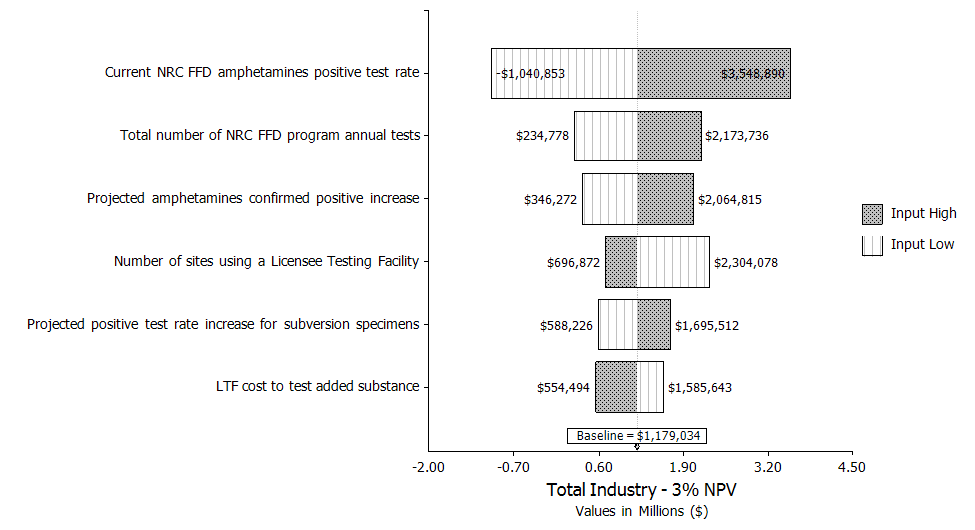 Current NRC FFD amphetamines positive test rate
-$1,040,853
$3,548,890
Total number of NRC FFD program annual tests
$234,778
$2,173,736
Projected amphetamines confirmed positive increase
$346,272
$2,064,815
Input High
Input Low
Number of sites using a Licensee Testing Facility
$696,872
$2,304,078
Projected positive test rate increase for subversion specimens
$588,226
$1,695,512
LTF cost to test added substance
$554,494
$1,585,643
Baseline = $1,179,034
-2.00
-0.70
0.60
1.90
3.20
4.50
Total Industry - 3% NPV
Values in Millions ($)